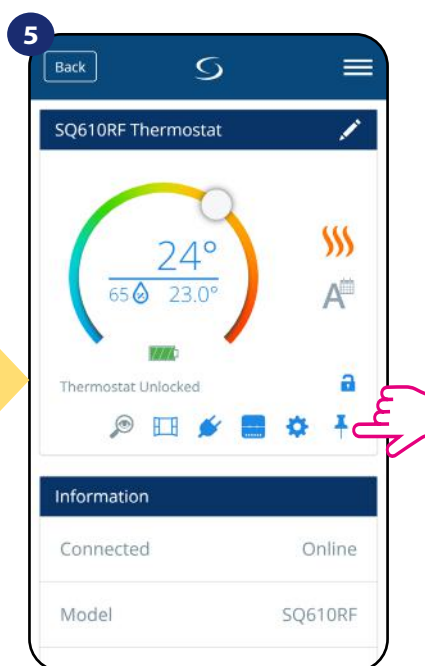 5
Back
SQ610RF Thermostat
24°
65 23.0°
A
Thermostat Unlocked
Information
Connected Online
Model SQ610RF